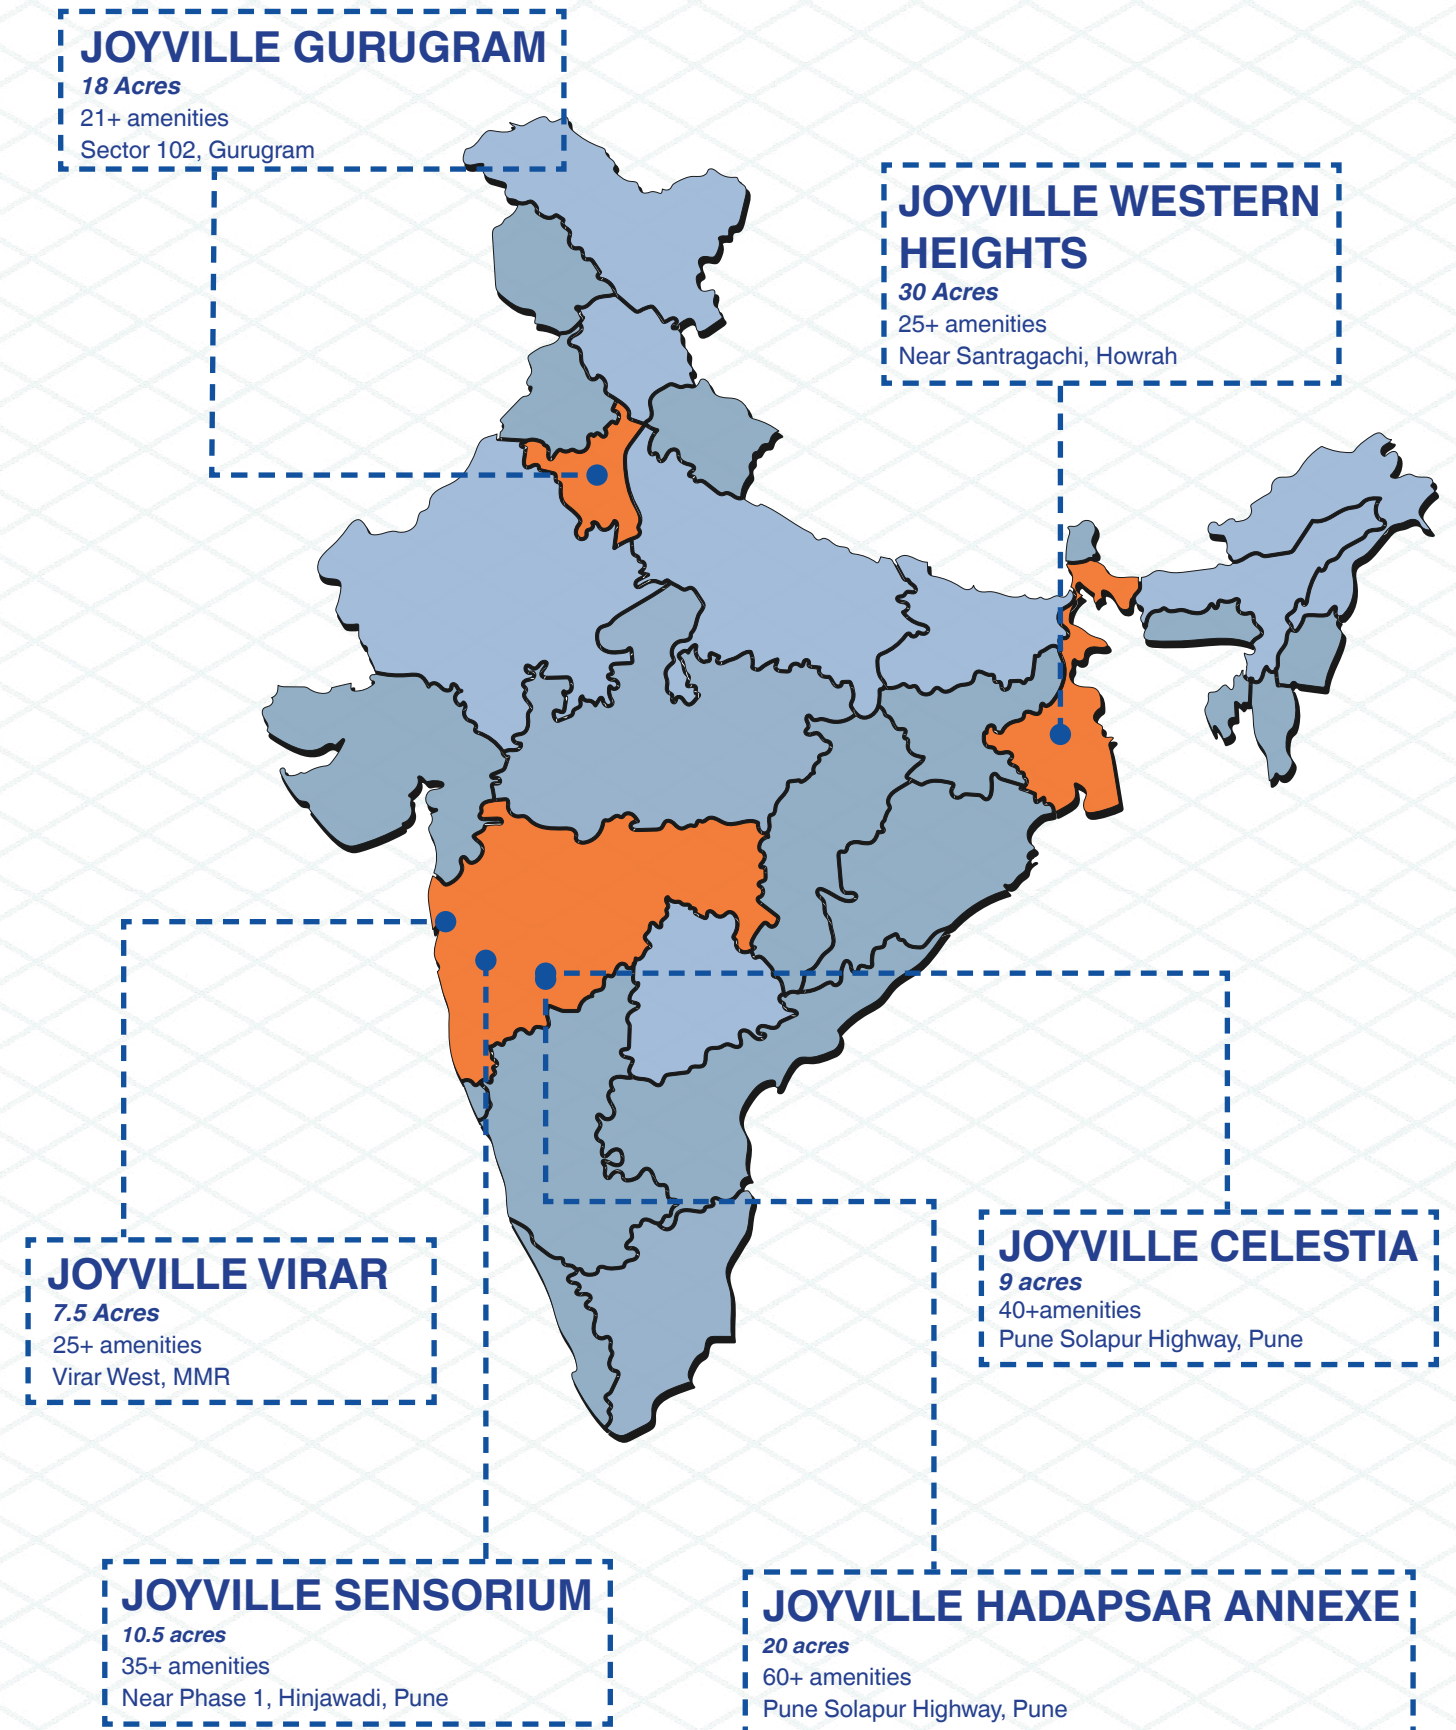 JOYVILLE GURUGRAM
18 Acres
21+ amenities
Sector 102, Gurugram
JOYVILLE WESTERN
HEIGHTS
30 Acres
25+ amenities
Near Santragachi, Howrah
JOYVILLE VIRAR
7.5 Acres
25+ amenities
Virar West, MMR
JOYVILLE CELESTIA
9 acres
40+amenities
Pune Solapur Highway, Pune
JOYVILLE SENSORIUM
10.5 acres
35+ amenities
Near Phase 1, Hinjawadi, Pune
JOYVILLE HADAPSAR ANNEXE
20 acres
60+ amenities
Pune Solapur Highway, Pune